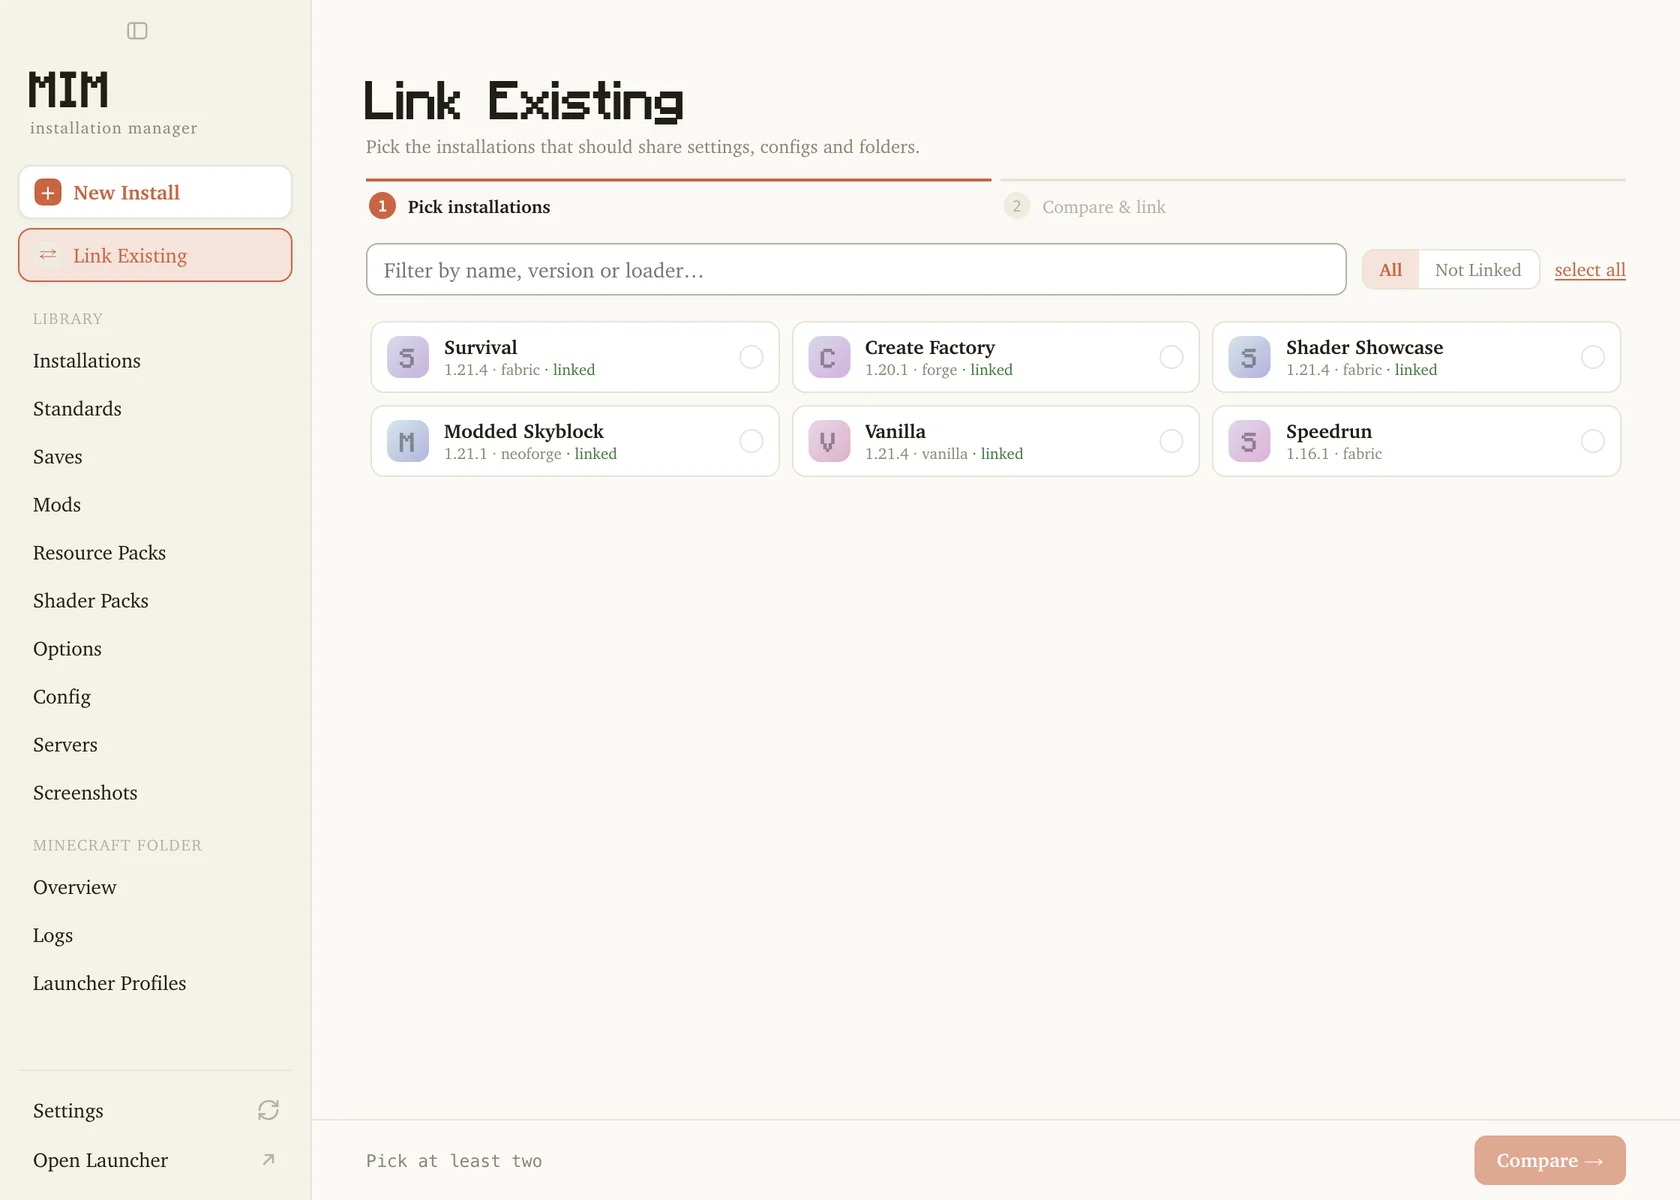 MIM
installation manager
+ New Install
⇄ Link Existing
LIBRARY
Installations
Standards
Saves
Mods
Resource Packs
Shader Packs
Options
Config
Servers
Screenshots
MINECRAFT FOLDER
Overview
Logs
Launcher Profiles
Settings
Open Launcher ↗
Link Existing
Pick the installations that should share settings, configs and folders.
1 Pick installations
2 Compare & link
Filter by name, version or loader…
All
Not Linked
select all
S
Survival
1.21.4 · fabric · linked
C
Create Factory
1.20.1 · forge · linked
S
Shader Showcase
1.21.4 · fabric · linked
M
Modded Skyblock
1.21.1 · neoforge · linked
V
Vanilla
1.21.4 · vanilla · linked
S
Speedrun
1.16.1 · fabric
Pick at least two
Compare →